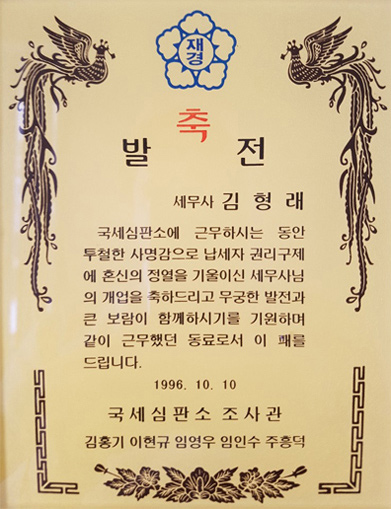 재경
축
발 전
세무사 김형래
국세심판소에 근무하시는 동안
투철한 사명감으로 납세자 권리구제
에 혼신의 정열을 기울이신 세무사님
의 개업을 축하드리고 무궁한 발전과
큰 보람이 함께하시기를 기원하며
같이 근무했던 동료로서 이 패를
드립니다.
1996. 10. 10
국세심판소 조사관
김홍기 이현규 임영우 임인수 주흥덕